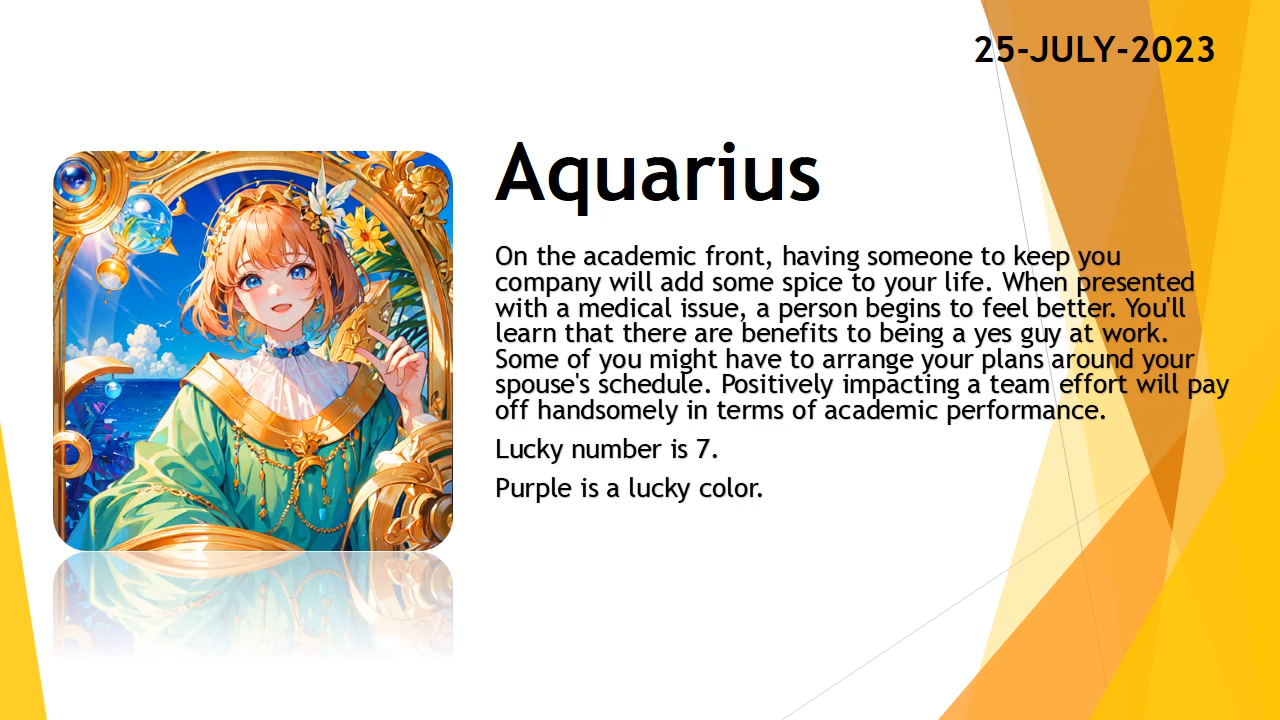 25-JULY-2023
Aquarius
On the academic front, having someone to keep you
company will add some spice to your life. When presented
with a medical issue, a person begins to feel better. You'll
learn that there are benefits to being a yes guy at work.
Some of you might have to arrange your plans around your
spouse's schedule. Positively impacting a team effort will pay
off handsomely in terms of academic performance.
Lucky number is 7.
Purple is a lucky color.